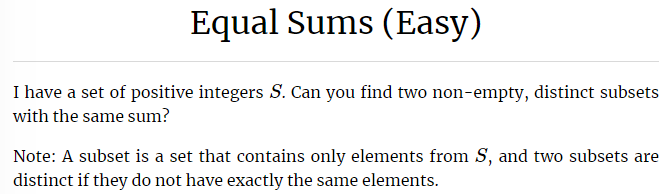 Equal Sums (Easy)
I have a set of positive integers S. Can you find two non-empty, distinct subsets
with the same sum?
Note: A subset is a set that contains only elements from S, and two subsets are
distinct if they do not have exactly the same elements.